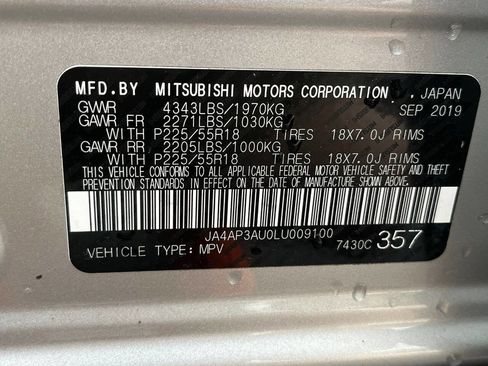 MFD.BY MITSUBISHI MOTORS CORPORATION , JAPAN
GVWR 4343LBS/1970KG SEP 2019
GAWR FR 2271LBS/1030KG
WITH P225/55R18 TIRES 18X7.0J RIMS
GAWR RR 2205LBS/1000KG
WITH P225/55R18 TIRES 18X7.0J RIMS
THIS VEHICLE CONFORMS TO ALL APPLICABLE FEDERAL MOTOR VEHICLE SAFETY AND
THEFT PREVENTION STANDARDS IN EFFECT ON THE DATE OF MANUFACTURE SHOWN ABOVE.
JA4AP3AU0LU009100
VEHICLE TYPE: MPV 7430C 357